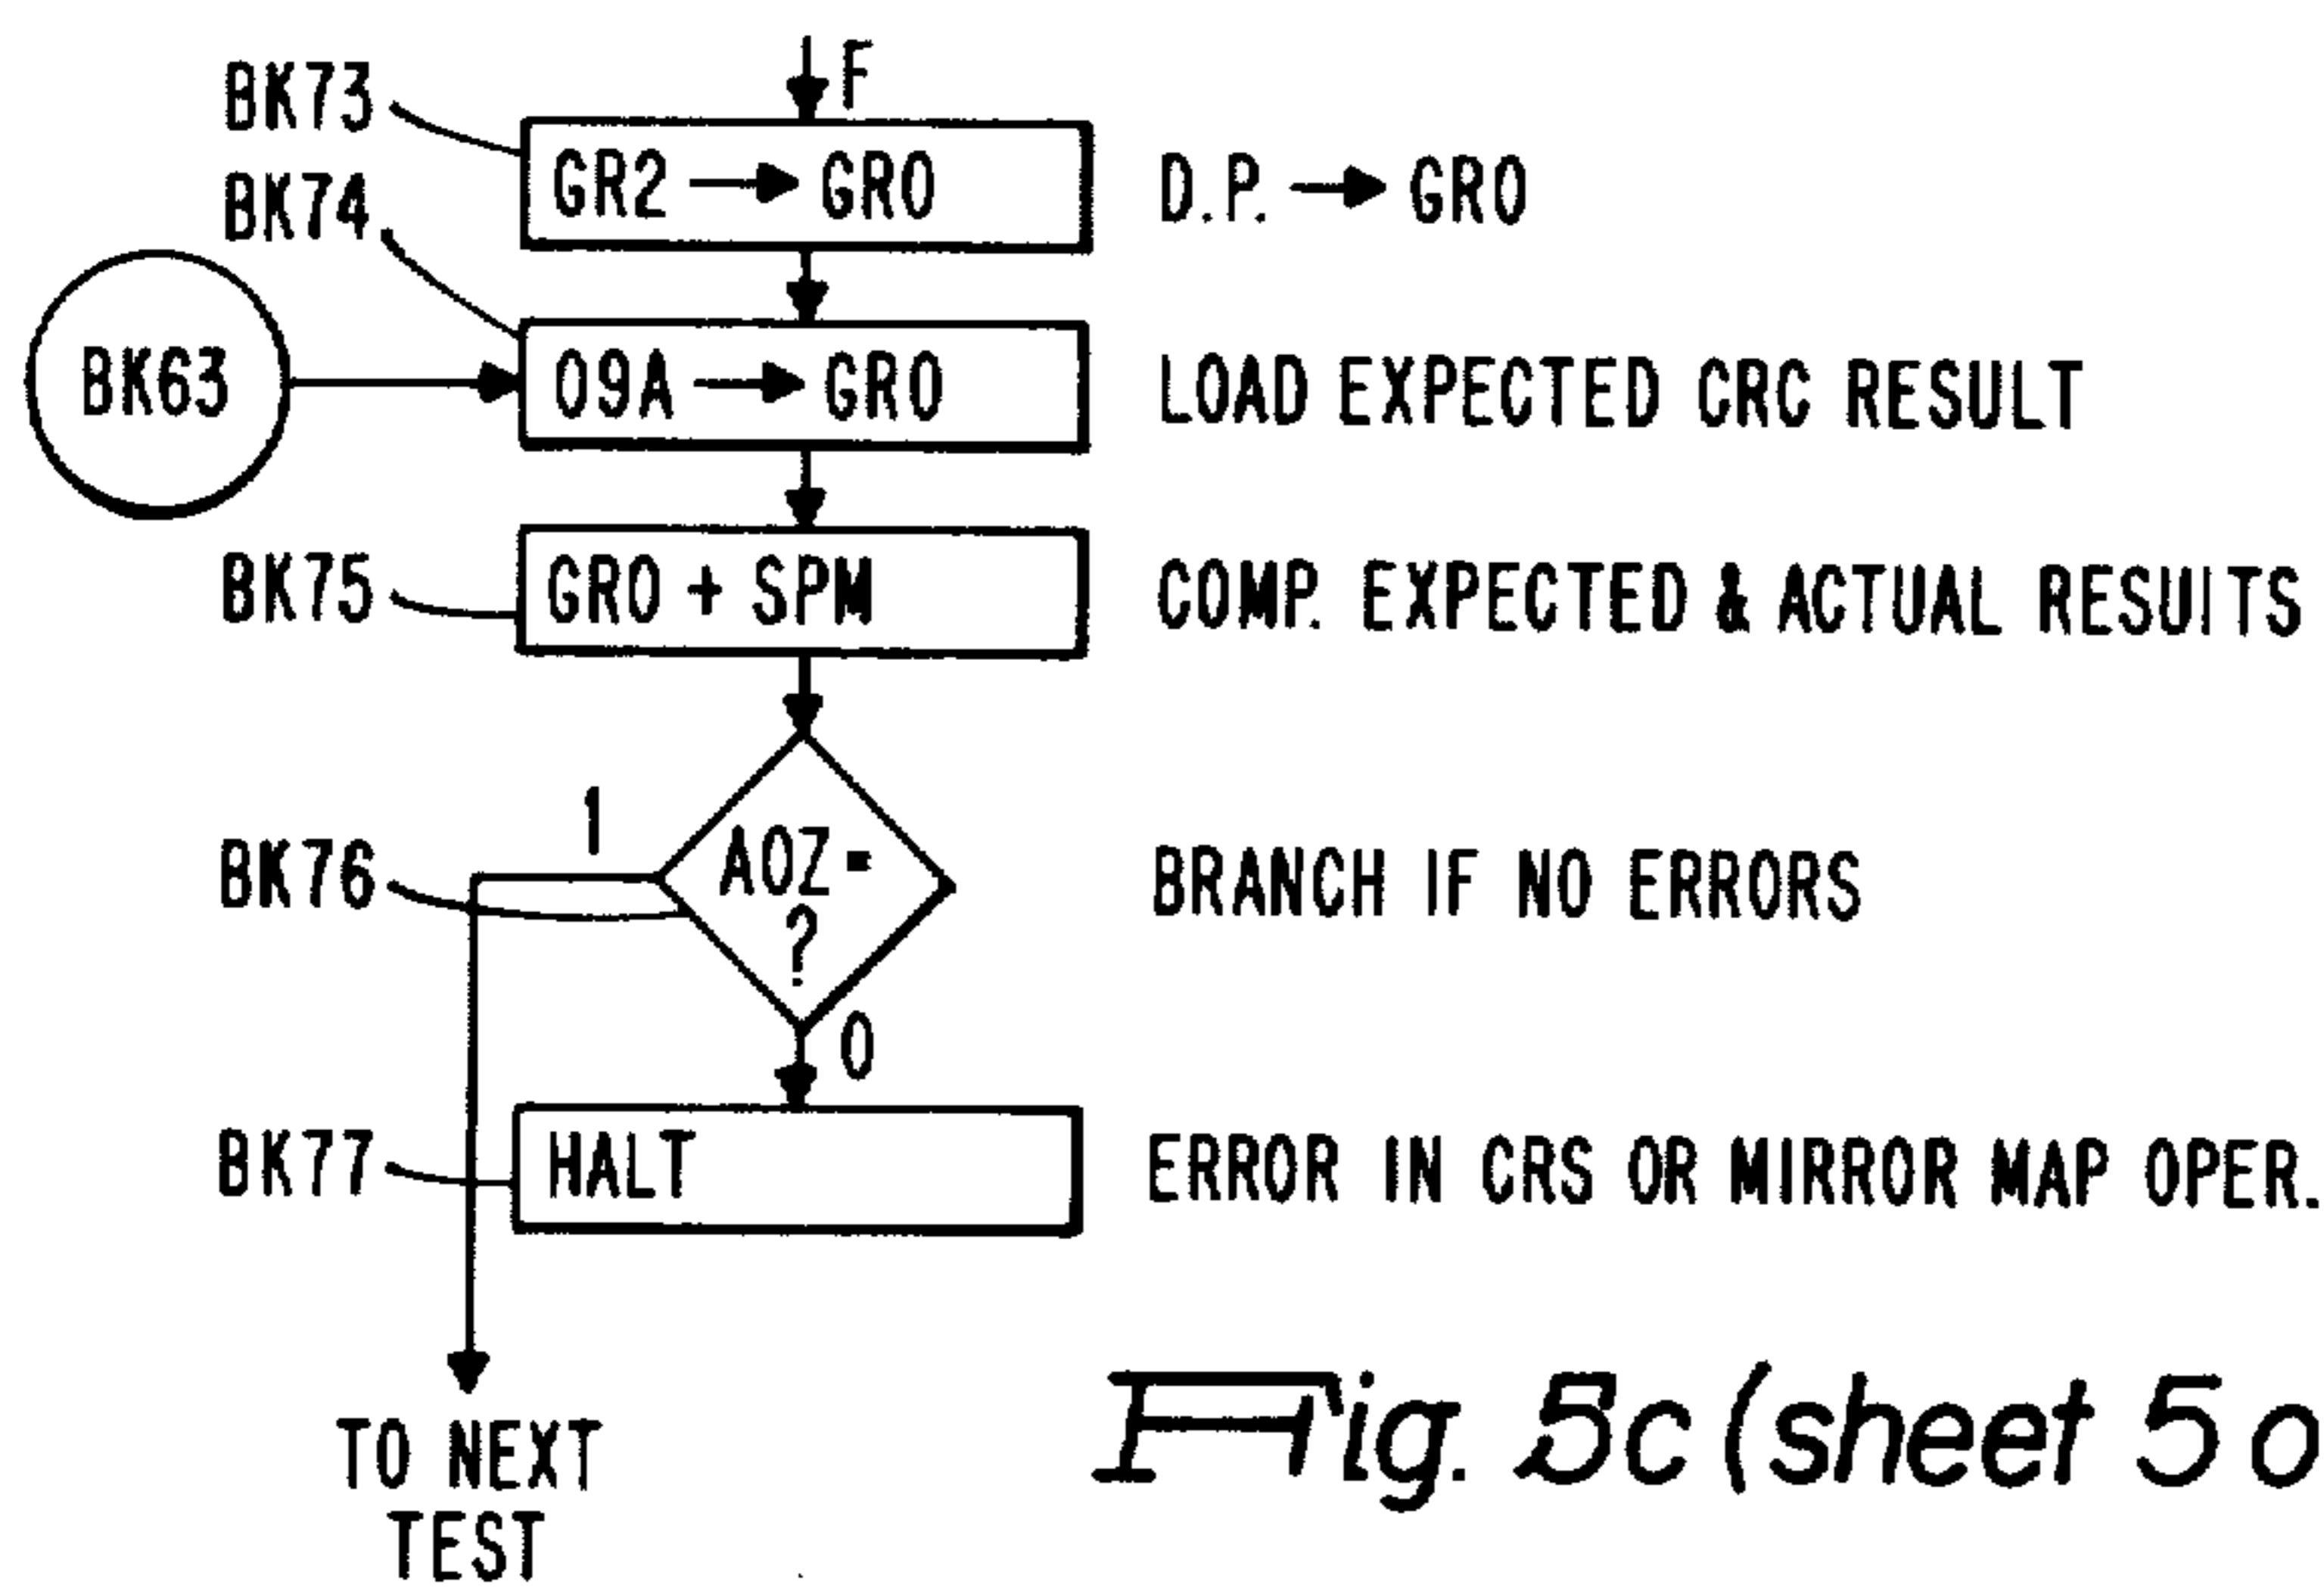 F
BK73
GR2 → GR0
D.P. → GR0
BK74
BK63
09A → GR0
LOAD EXPECTED CRC RESULT
BK75
GR0 + SPM
COMP. EXPECTED & ACTUAL RESUITS
1
BK76
A0Z =
?
BRANCH IF NO ERRORS
0
BK77
HALT
ERROR IN CRS OR MIRROR MAP OPER.
TO NEXT
TEST
Fig. 5c (sheet 5 o